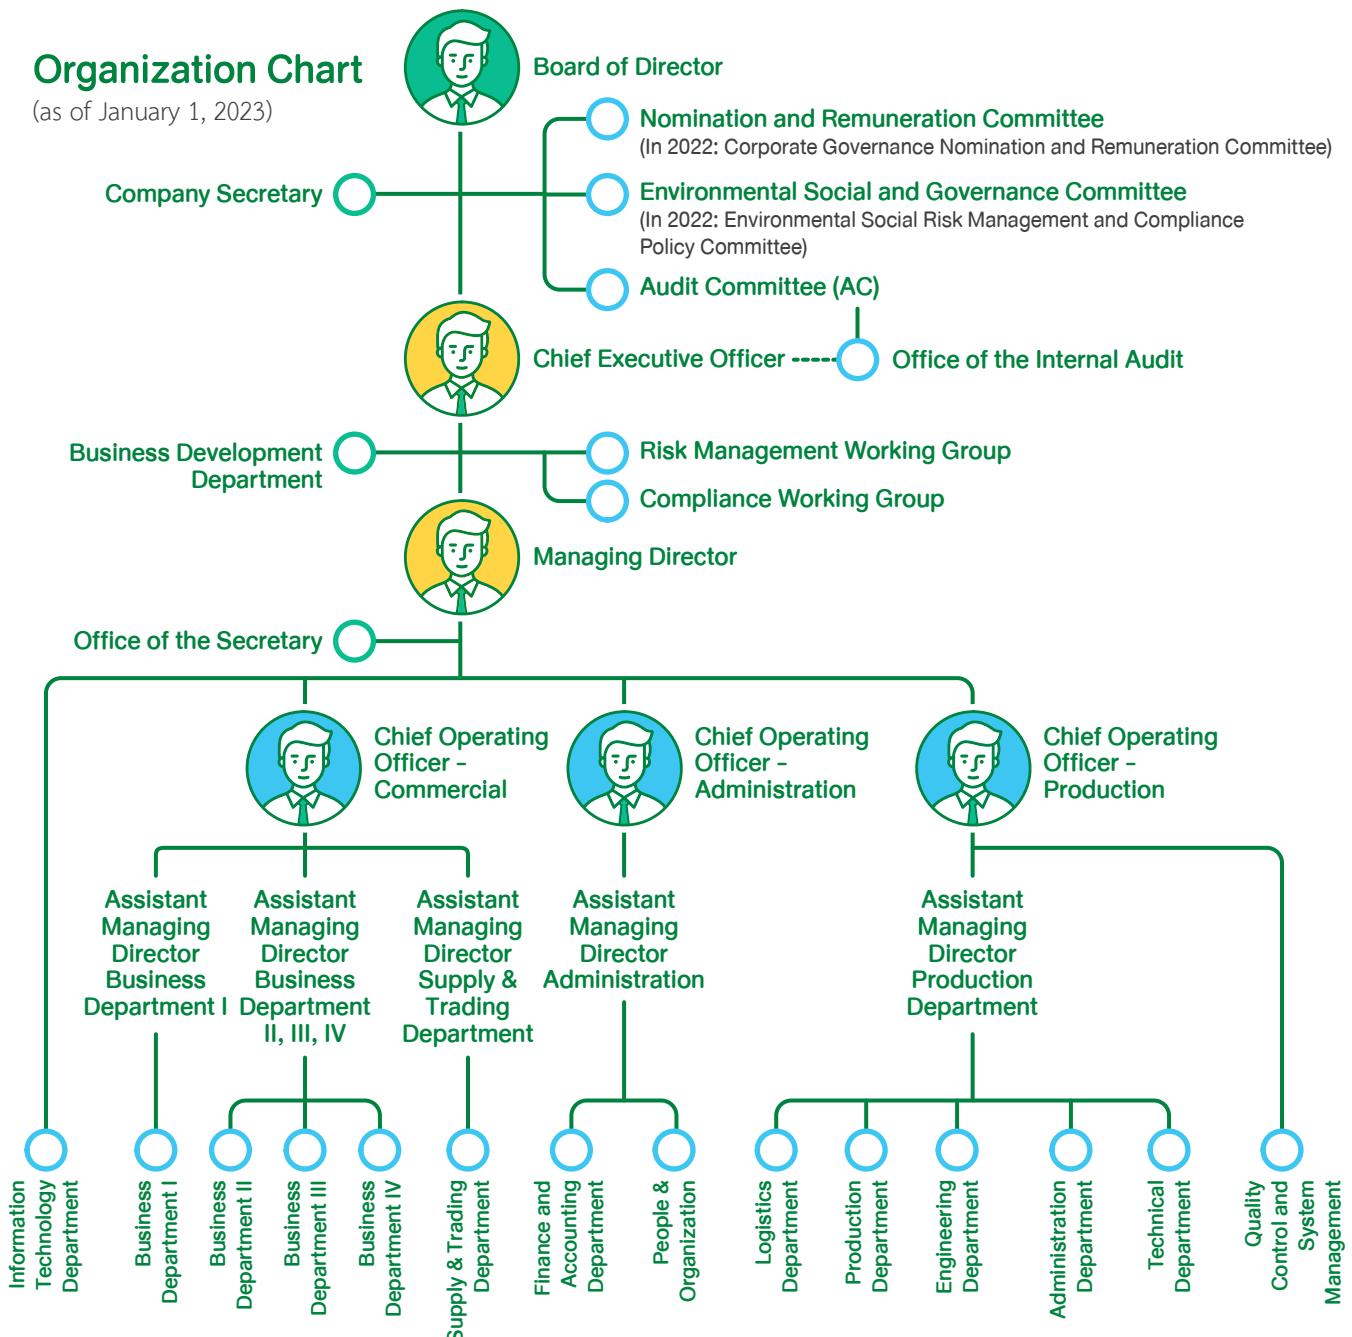 Organization Chart
(as of January 1, 2023)
Board of Director
Nomination and Remuneration Committee
(In 2022: Corporate Governance Nomination and Remuneration Committee)
Company Secretary
Environmental Social and Governance Committee
(In 2022: Environmental Social Risk Management and Compliance
Policy Committee)
Audit Committee (AC)
Chief Executive Officer
Office of the Internal Audit
Business Development
Department
Risk Management Working Group
Compliance Working Group
Managing Director
Office of the Secretary
Chief Operating
Officer –
Commercial
Chief Operating
Officer –
Administration
Chief Operating
Officer –
Production
Assistant
Managing
Director
Business
Department I
Assistant
Managing
Director
Business
Department
II, III, IV
Assistant
Managing
Director
Supply &
Trading
Department
Assistant
Managing
Director
Administration
Assistant
Managing
Director
Production
Department
Information
Technology
Department
Business
Department I
Business
Department II
Business
Department III
Business
Department IV
Supply & Trading
Department
Finance and
Accounting
Department
People &
Organization
Logistics
Department
Production
Department
Engineering
Department
Administration
Department
Technical
Department
Quality
Control and
System
Management